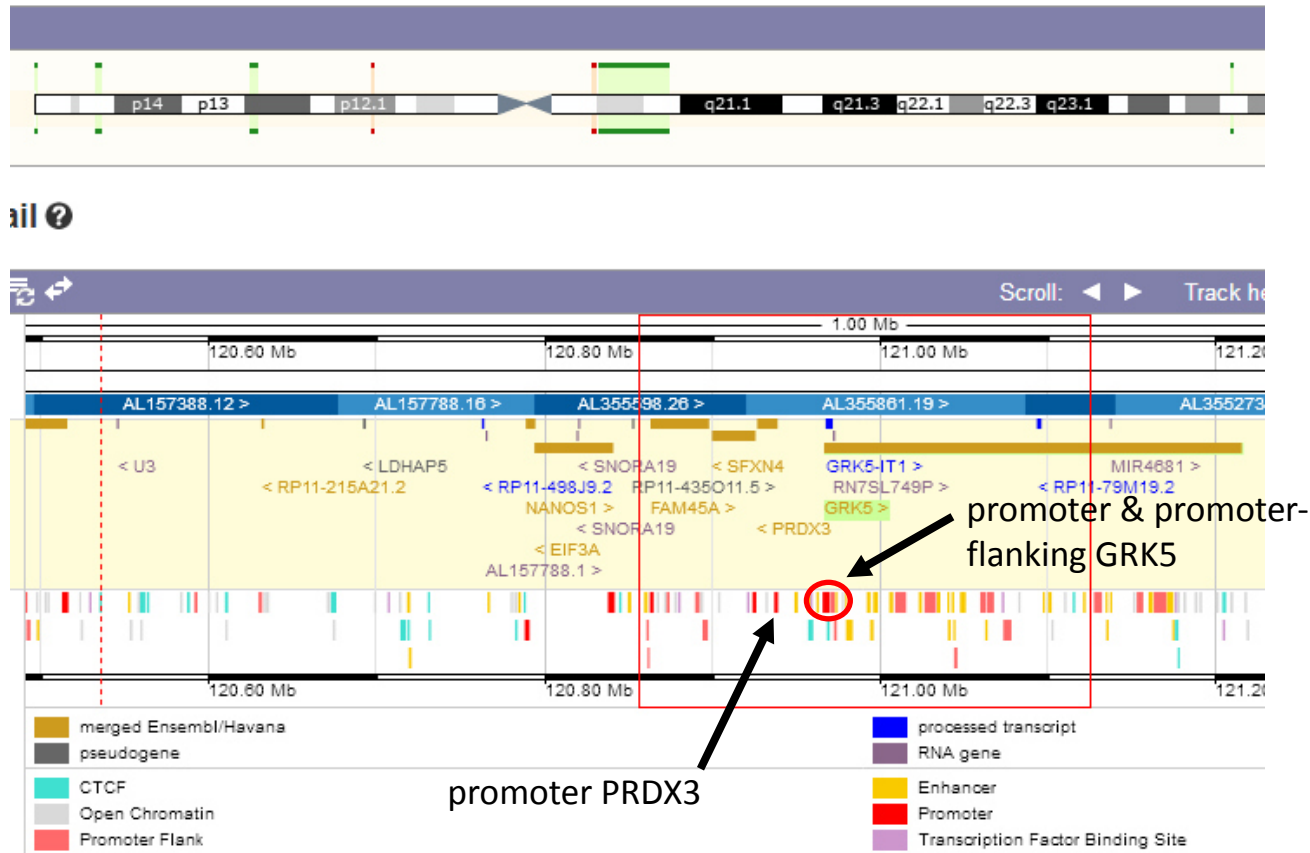 p14 p13 p12.1 q21.1 q21.3 q22.1 q22.3 q23.1
ail ?
Scroll: Track he
1.00 Mb
120.60 Mb 120.80 Mb 121.00 Mb 121.20
AL157388.12 > AL157788.16 > AL355598.26 > AL355861.19 > AL355273
< U3 < LDHAP5 < SNORA19 < SFXN4 GRK5-IT1 > MIR4681 >
< RP11-215A21.2 < RP11-498J9.2 RP11-435O11.5 > RN7SL749P > < RP11-79M19.2
NANOS1 > FAM45A > GRK5 >
< SNORA19 < PRDX3
< EIF3A
AL157788.1 >
promoter & promoter-
flanking GRK5
120.60 Mb 120.80 Mb 121.00 Mb 121.20
merged Ensembl/Havana processed transcript
pseudogene RNA gene
promoter PRDX3
CTCF Enhancer
Open Chromatin Promoter
Promoter Flank Transcription Factor Binding Site